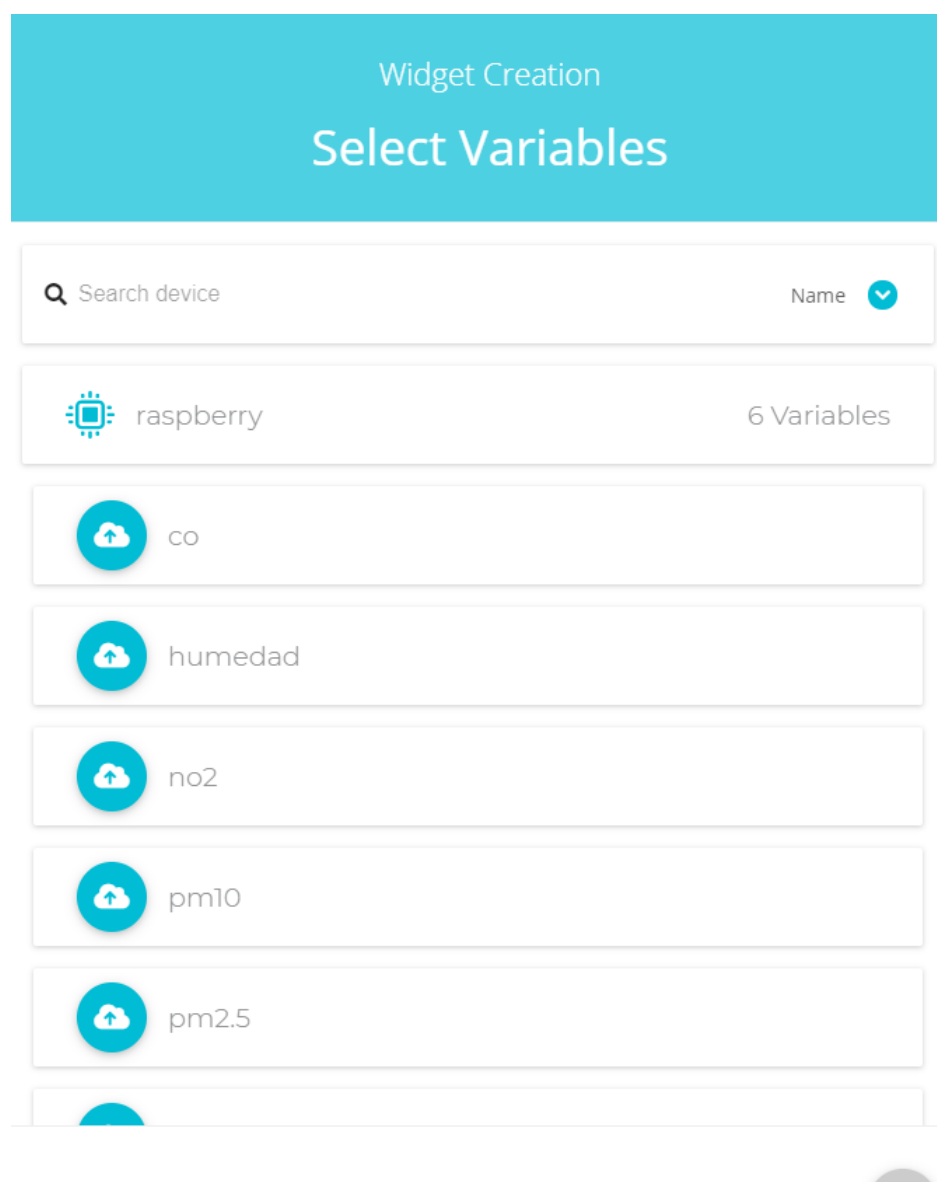 Widget Creation
Select Variables
Search device
Name
raspberry
6 Variables
co
humedad
no2
pm10
pm2.5